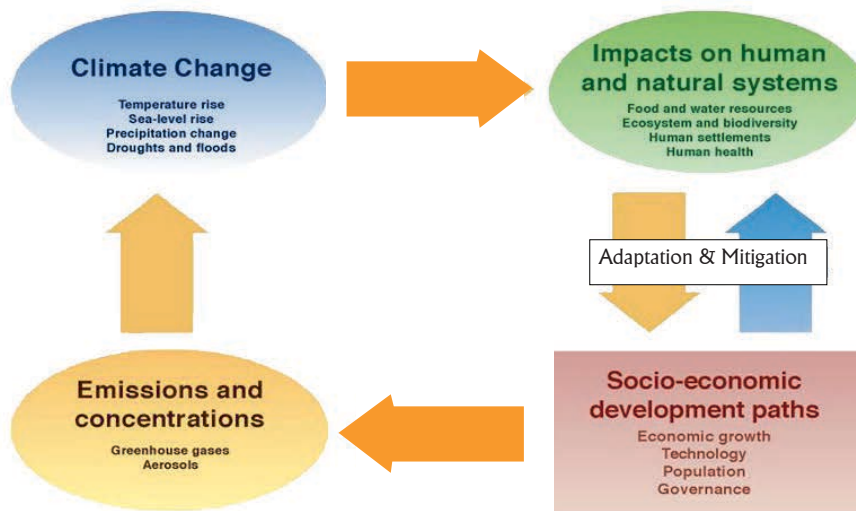 Climate Change
Temperature rise
Sea-level rise
Precipitation change
Droughts and floods
Impacts on human
and natural systems
Food and water resources
Ecosystem and biodiversity
Human settlements
Human health
Adaptation & Mitigation
Emissions and
concentrations
Greenhouse gases
Aerosols
Socio-economic
development paths
Economic growth
Technology
Population
Governance